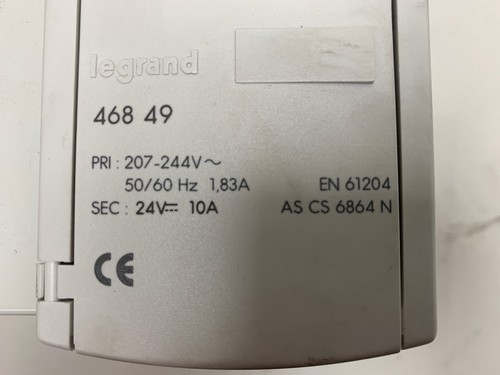 legrand
468 49
PRI : 207-244V~
50/60 Hz 1,83A
EN 61204
SEC : 24V⎓ 10A
AS CS 6864 N
CE